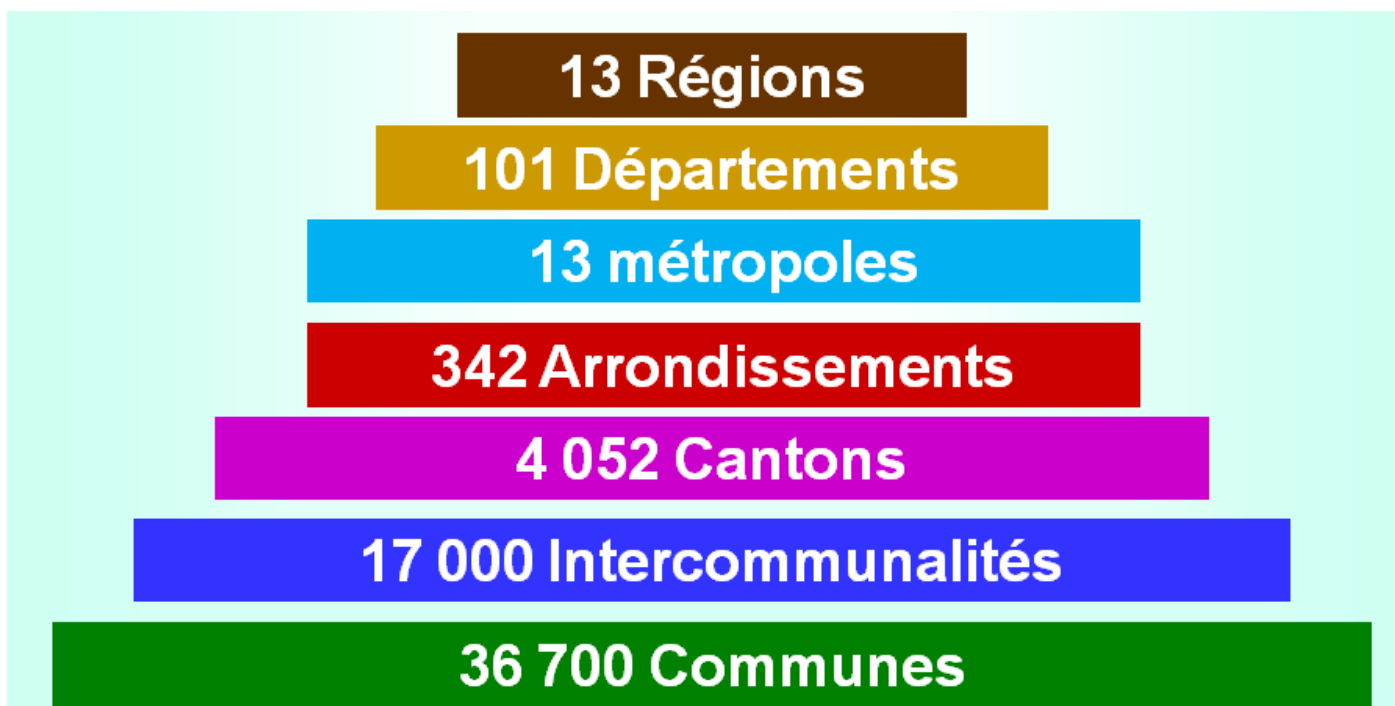 13 Régions
101 Départements
13 métropoles
342 Arrondissements
4 052 Cantons
17 000 Intercommunalités
36 700 Communes